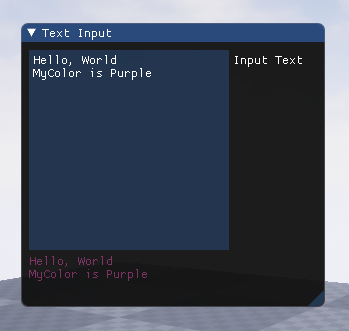 Text Input
Hello, World
MyColor is Purple
Input Text
Hello, World
MyColor is Purple